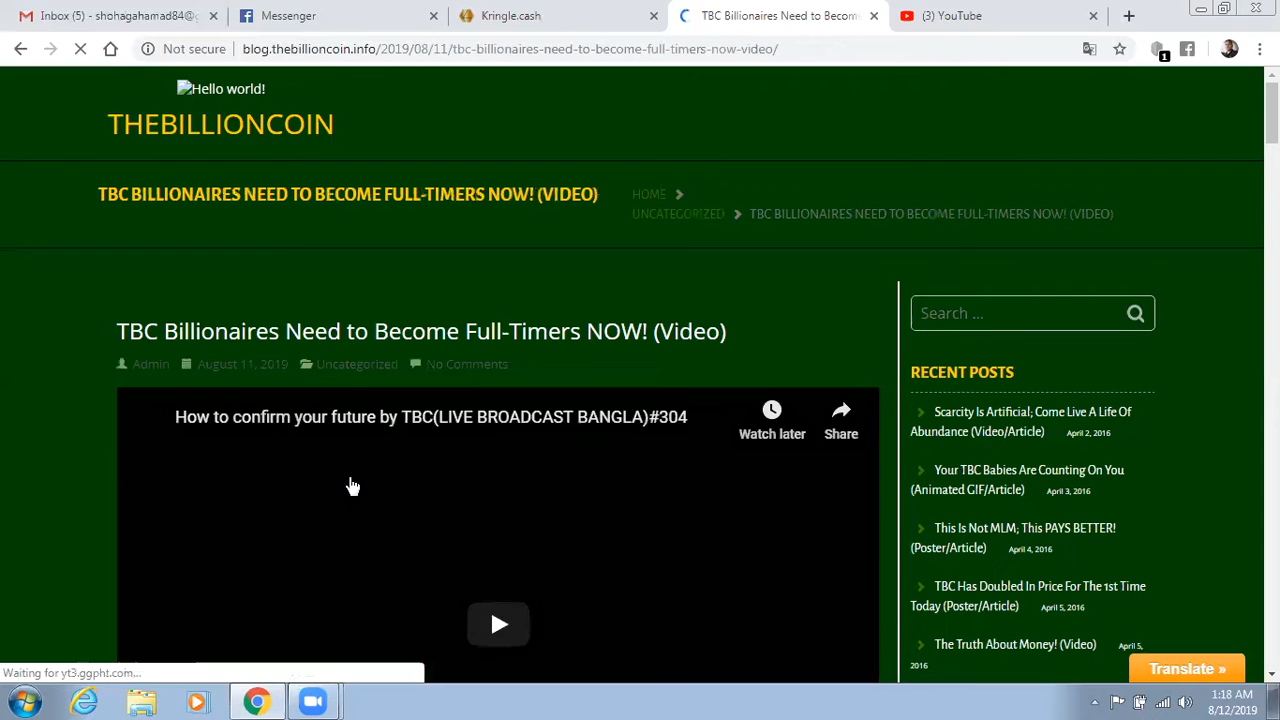 Inbox (5) - shohagahamad84@g
Messenger
Kringle.cash
TBC Billionaires Need to Become
(3) YouTube
Not secure
blog.thebillioncoin.info/2019/08/11/tbc-billionaires-need-to-become-full-timers-now-video/
1
Hello world!
THEBILLIONCOIN
TBC BILLIONAIRES NEED TO BECOME FULL-TIMERS NOW! (VIDEO)
HOME
UNCATEGORIZED
TBC BILLIONAIRES NEED TO BECOME FULL-TIMERS NOW! (VIDEO)
TBC Billionaires Need to Become Full-Timers NOW! (Video)
Admin August 11, 2019 Uncategorized No Comments
How to confirm your future by TBC(LIVE BROADCAST BANGLA)#304
Watch later
Share
Search ...
RECENT POSTS
Scarcity Is Artificial; Come Live A Life Of
Abundance (Video/Article) April 2, 2016
Your TBC Babies Are Counting On You
(Animated GIF/Article) April 3, 2016
This Is Not MLM; This PAYS BETTER!
(Poster/Article) April 4, 2016
TBC Has Doubled In Price For The 1st Time
Today (Poster/Article) April 5, 2016
The Truth About Money! (Video) April 5,
2016
Translate »
Waiting for yt3.ggpht.com...
1:18 AM
8/12/2019